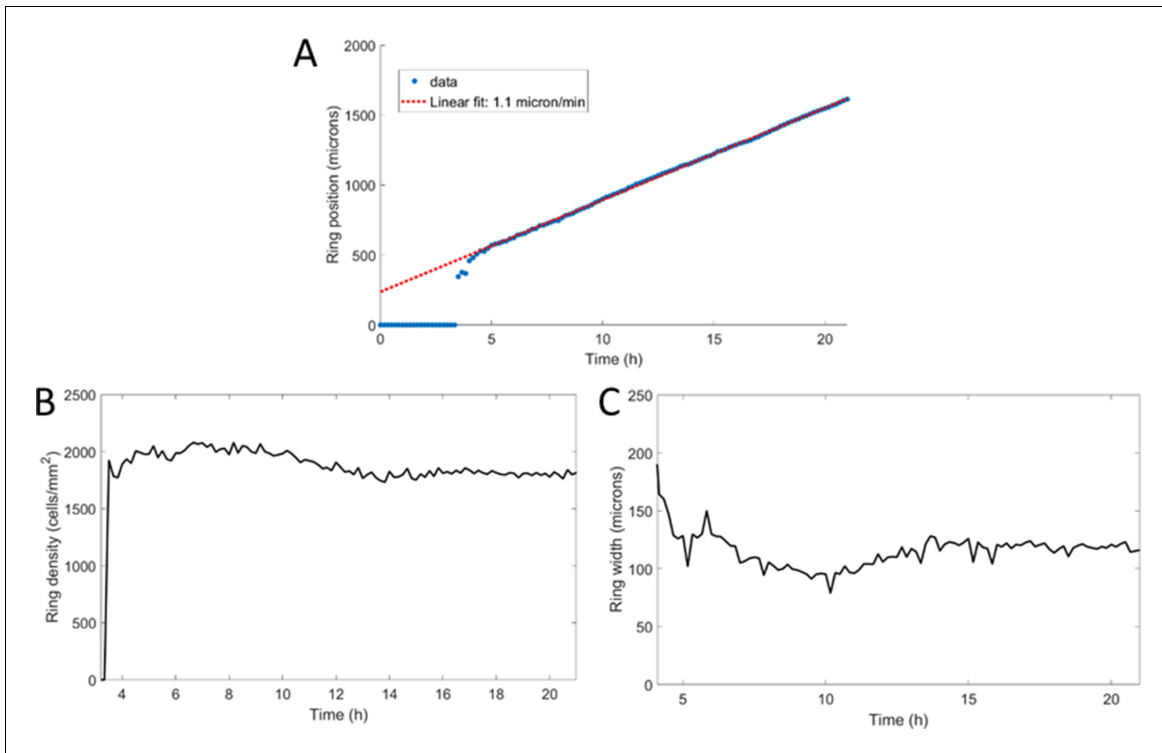 A
2000
1500
1000
500
0
data
Linear fit: 1.1 micron/min
Ring position (microns)
0 5 10 15 20
Time (h)
B
2500
2000
1500
1000
500
0
Ring density (cells/mm²)
4 6 8 10 12 14 16 18 20
Time (h)
C
250
200
150
100
50
0
Ring width (microns)
5 10 15 20
Time (h)